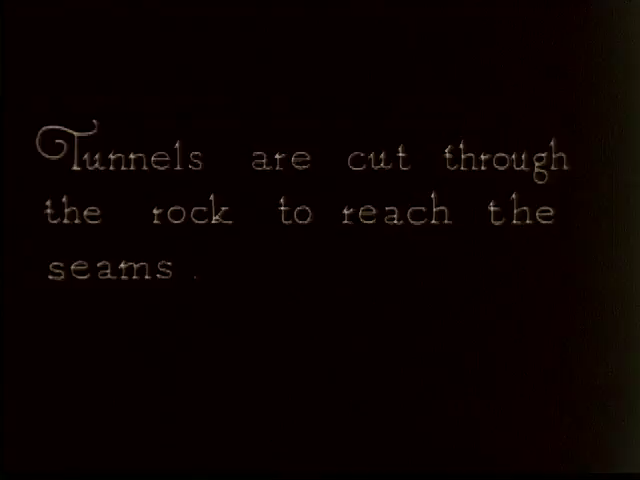 Tunnels are cut through
the rock to reach the
seams.